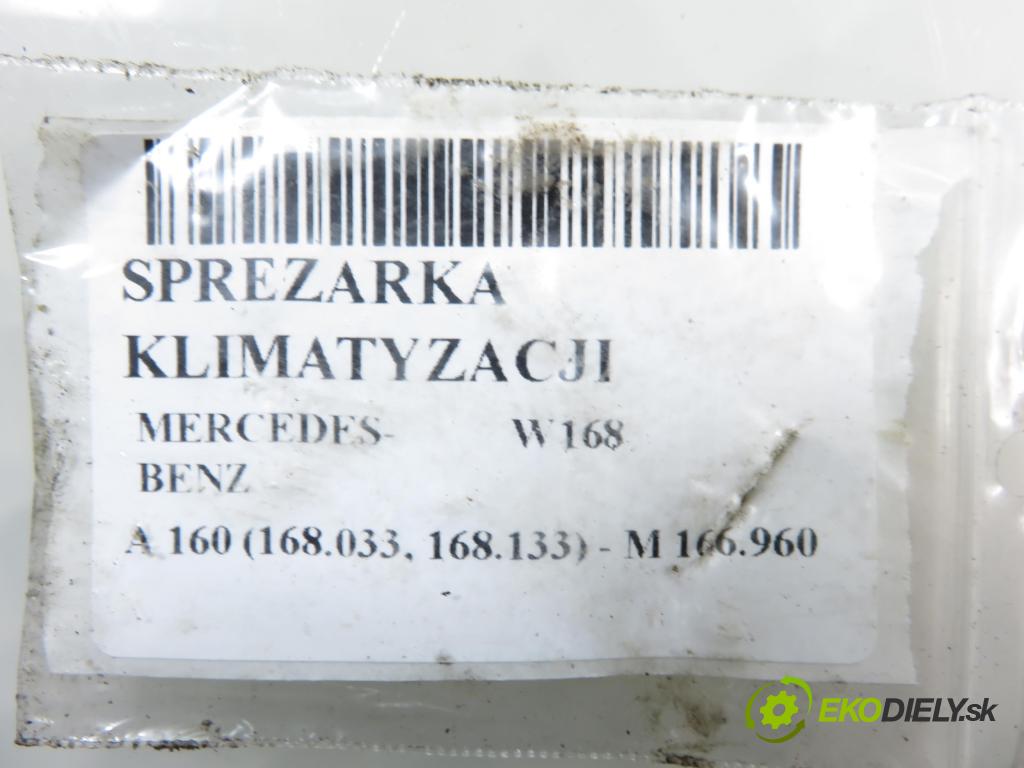 SPREZARKA
KLIMATYZACJI
MERCEDES- W168
BENZ
A 160 (168.033, 168.133) - M 166.960
EKODIELY.sk